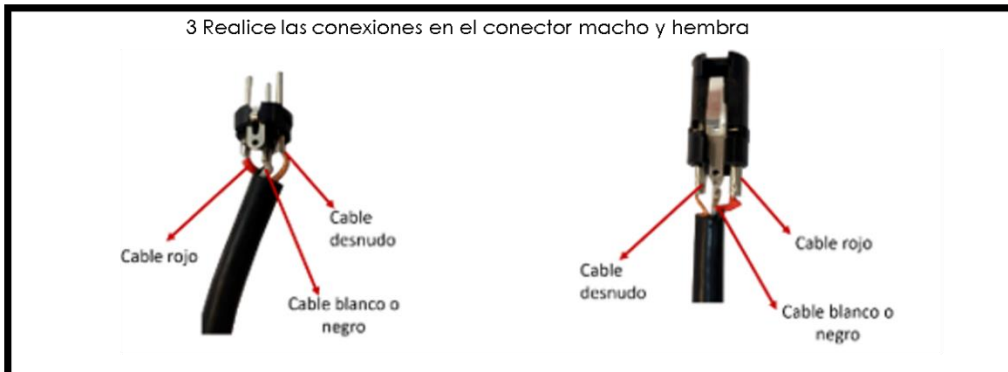 3 Realice las conexiones en el conector macho y hembra
Cable rojo
Cable
desnudo
Cable blanco o
negro
Cable
desnudo
Cable rojo
Cable blanco o
negro